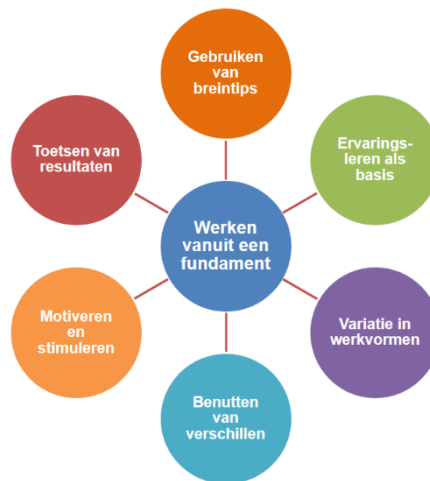 Gebruiken
van
breintips
Ervarings-
leren als
basis
Variatie in
werkvormen
Benutten
van
verschillen
Motiveren
en
stimuleren
Toetsen van
resultaten
Werken
vanuit een
fundament